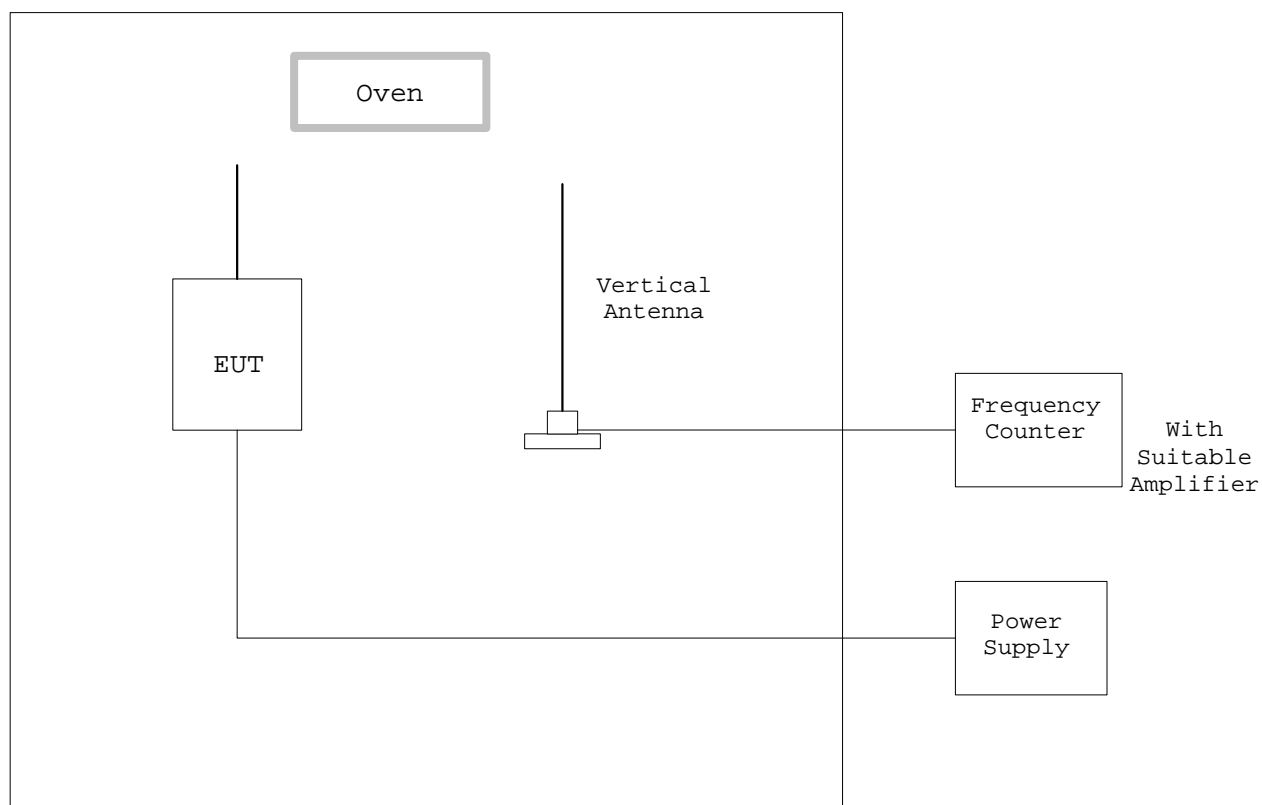 Oven
Vertical
Antenna
EUT
Frequency
Counter
With
Suitable
Amplifier
Power
Supply